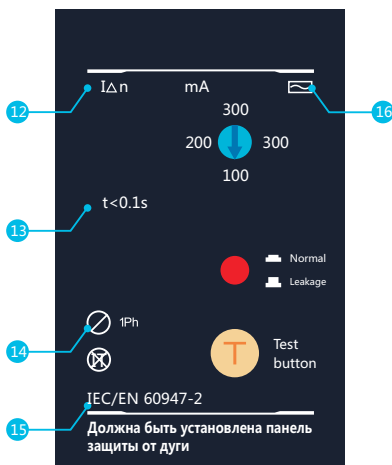 IΔn mA
300
200 300
100
t<0.1s
Normal
Leakage
1Ph
N
T
Test
button
IEC/EN 60947-2
Должна быть установлена панель
защиты от дуги
12
13
14
15
16